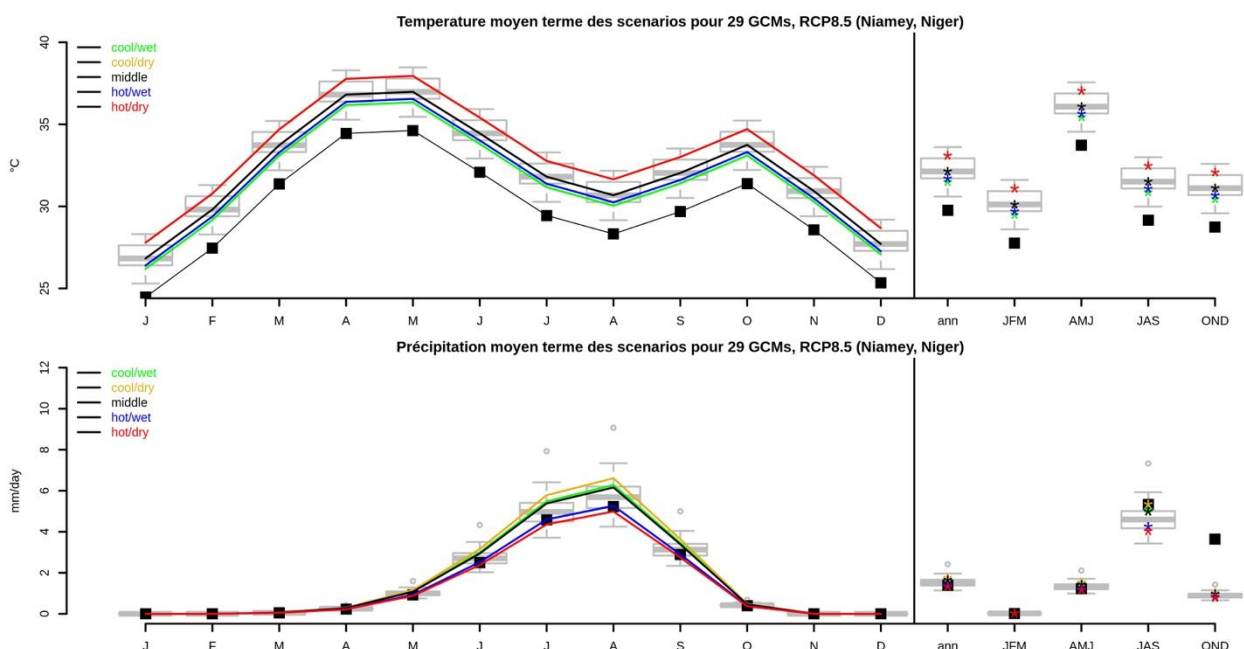 Temperature moyen terme des scenarios pour 29 GCMs, RCP8.5 (Niamey, Niger)
cool/wet
cool/dry
middle
hot/wet
hot/dry
°C
40
35
30
25
J F M A M J J A S O N D ann JFM AMJ JAS OND
Précipitation moyen terme des scenarios pour 29 GCMs, RCP8.5 (Niamey, Niger)
cool/wet
cool/dry
middle
hot/wet
hot/dry
mm/day
12
10
8
6
4
2
0
J F M A M J J A S O N D ann JFM AMJ JAS OND